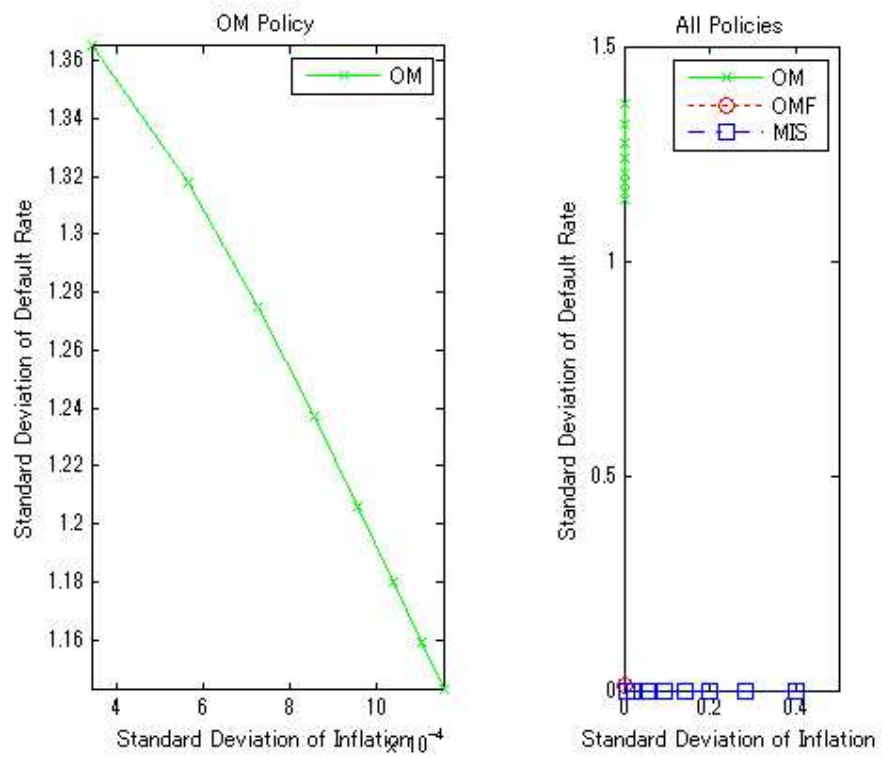 OM Policy
OM
1.36
1.34
1.32
1.3
1.28
1.26
1.24
1.22
1.2
1.18
1.16
4
6
8
10
Standard Deviation of Default Rate
Standard Deviation of Inflation
× 10⁻⁴
All Policies
OM
OMF
MIS
1.5
1
0.5
0
0
0.2
0.4
Standard Deviation of Default Rate
Standard Deviation of Inflation